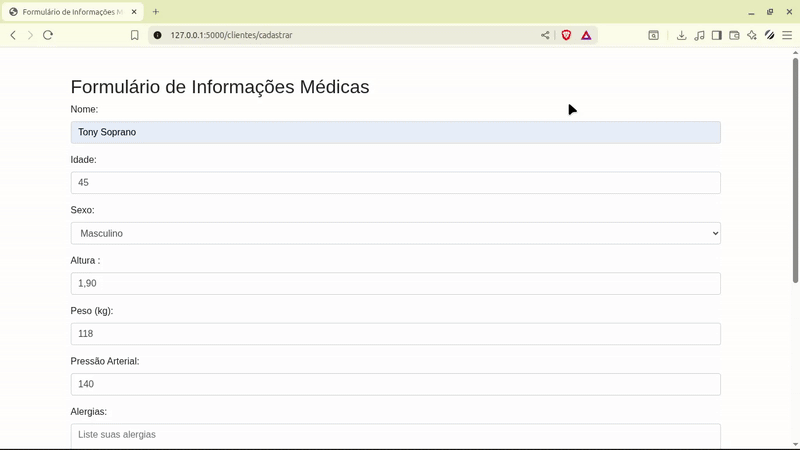 Formulário de Informações M
127.0.0.1:5000/clientes/cadastrar
Formulário de Informações Médicas
Nome:
Tony Soprano
Idade:
45
Sexo:
Masculino
Altura :
1,90
Peso (kg):
118
Pressão Arterial:
140
Alergias:
Liste suas alergias